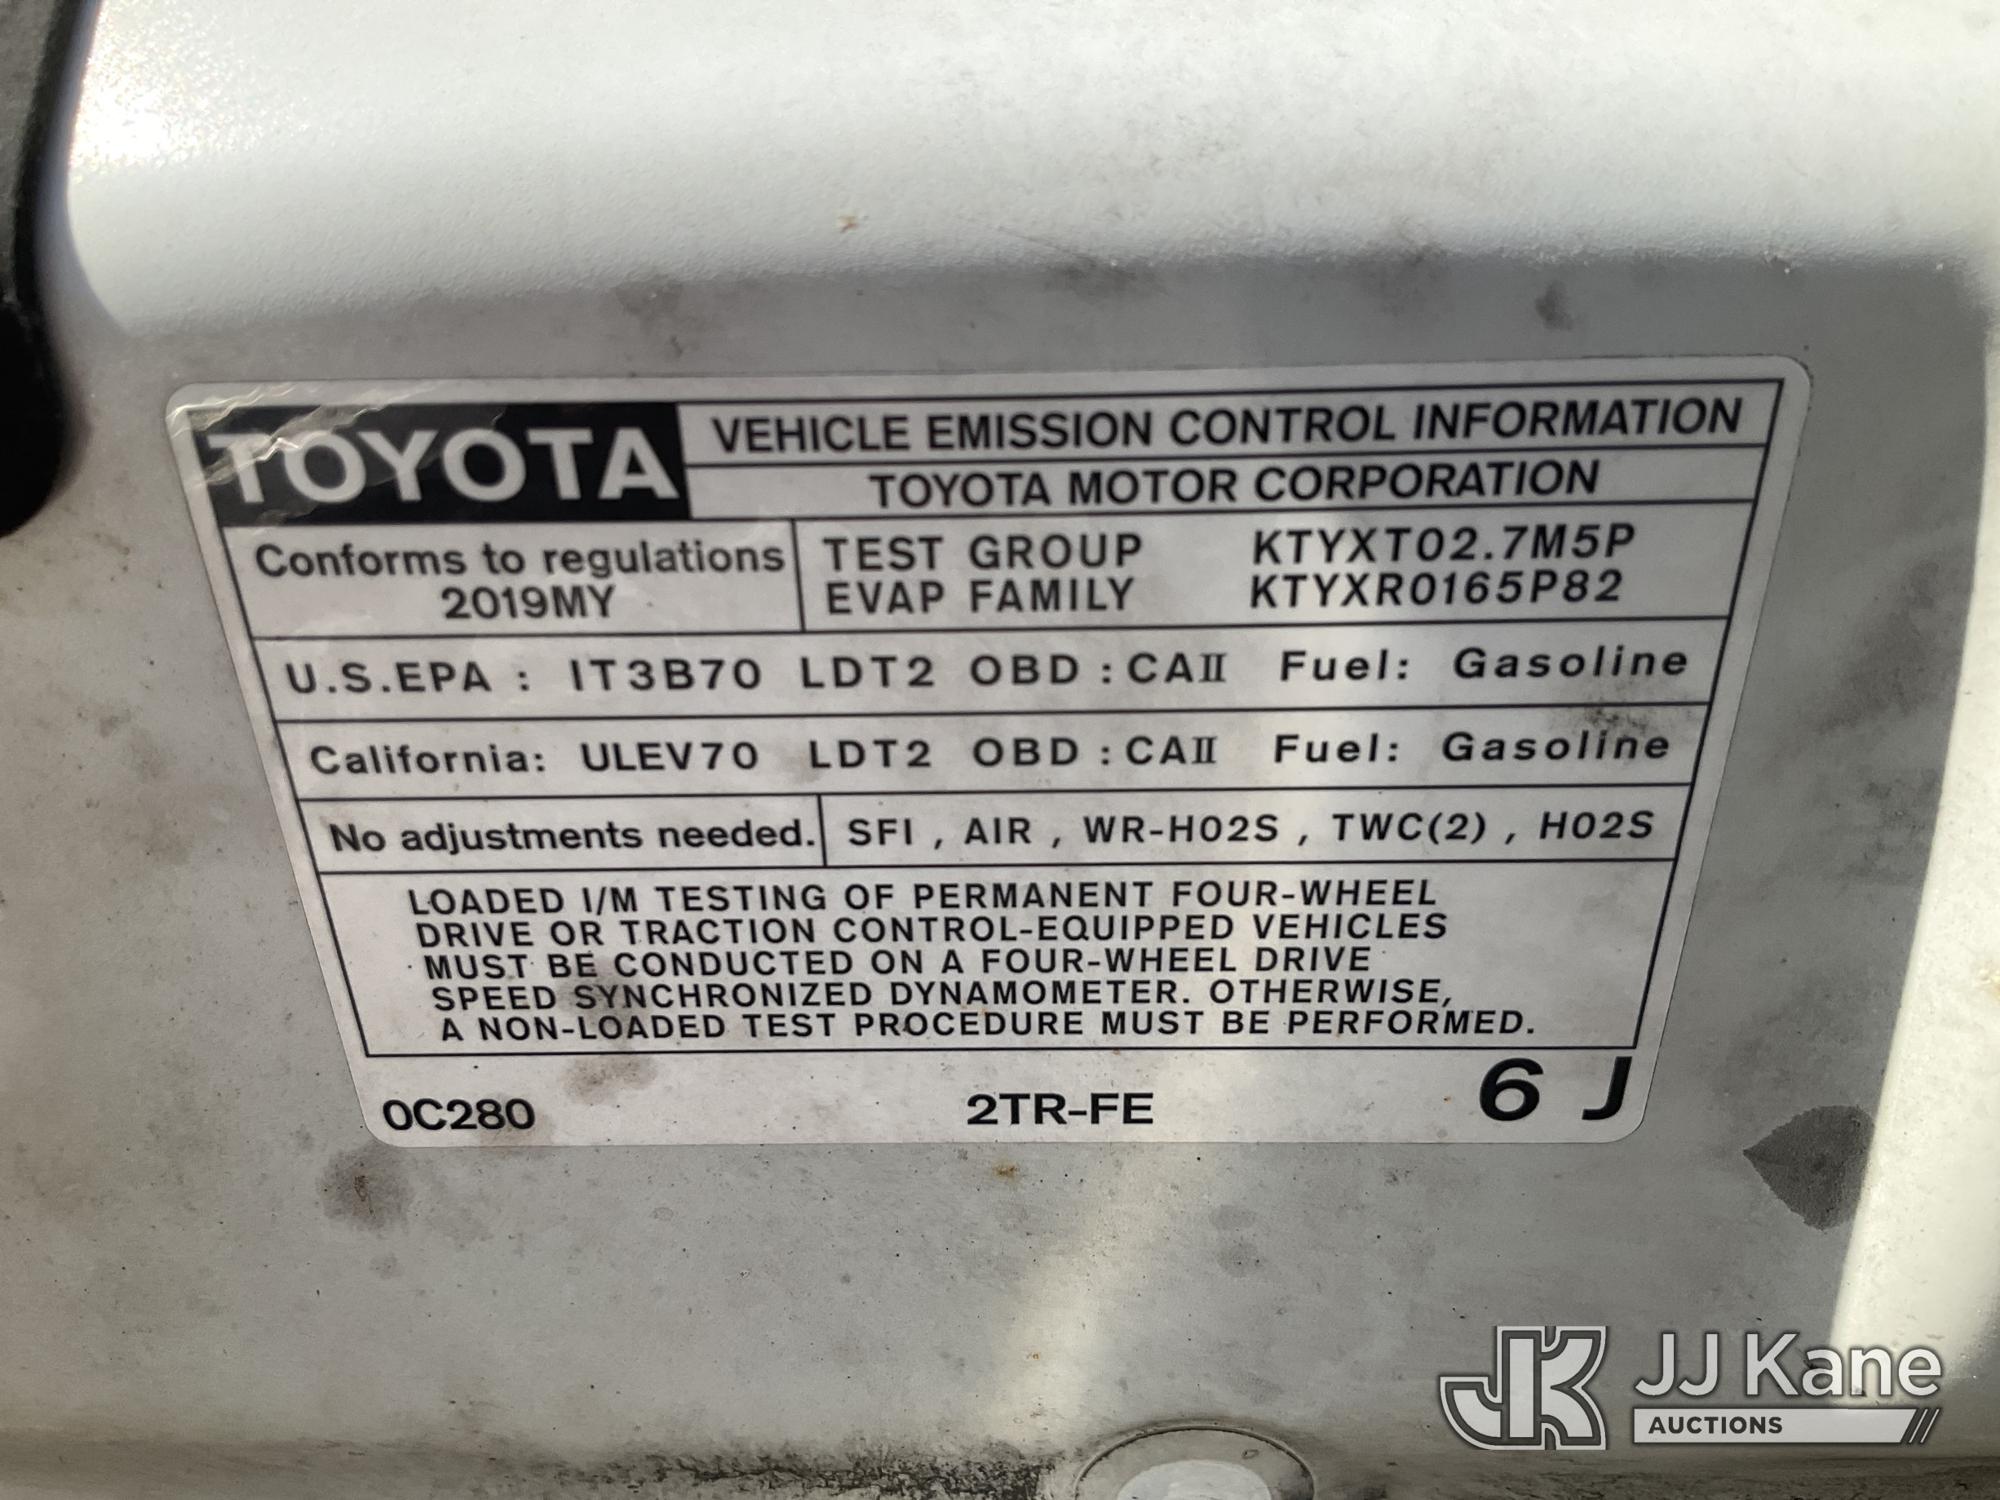 TOYOTA
VEHICLE EMISSION CONTROL INFORMATION
TOYOTA MOTOR CORPORATION
Conforms to regulations
2019MY
TEST GROUP KTYXT02.7M5P
EVAP FAMILY KTYXR0165P82
U.S.EPA : IT3B70 LDT2 OBD : CAII Fuel: Gasoline
California: ULEV70 LDT2 OBD : CAII Fuel: Gasoline
No adjustments needed. SFI , AIR , WR-HO2S , TWC(2) , HO2S
LOADED I/M TESTING OF PERMANENT FOUR-WHEEL
DRIVE OR TRACTION CONTROL-EQUIPPED VEHICLES
MUST BE CONDUCTED ON A FOUR-WHEEL DRIVE
SPEED SYNCHRONIZED DYNAMOMETER. OTHERWISE,
A NON-LOADED TEST PROCEDURE MUST BE PERFORMED.
0C280 2TR-FE 6 J
JK JJ Kane
AUCTIONS